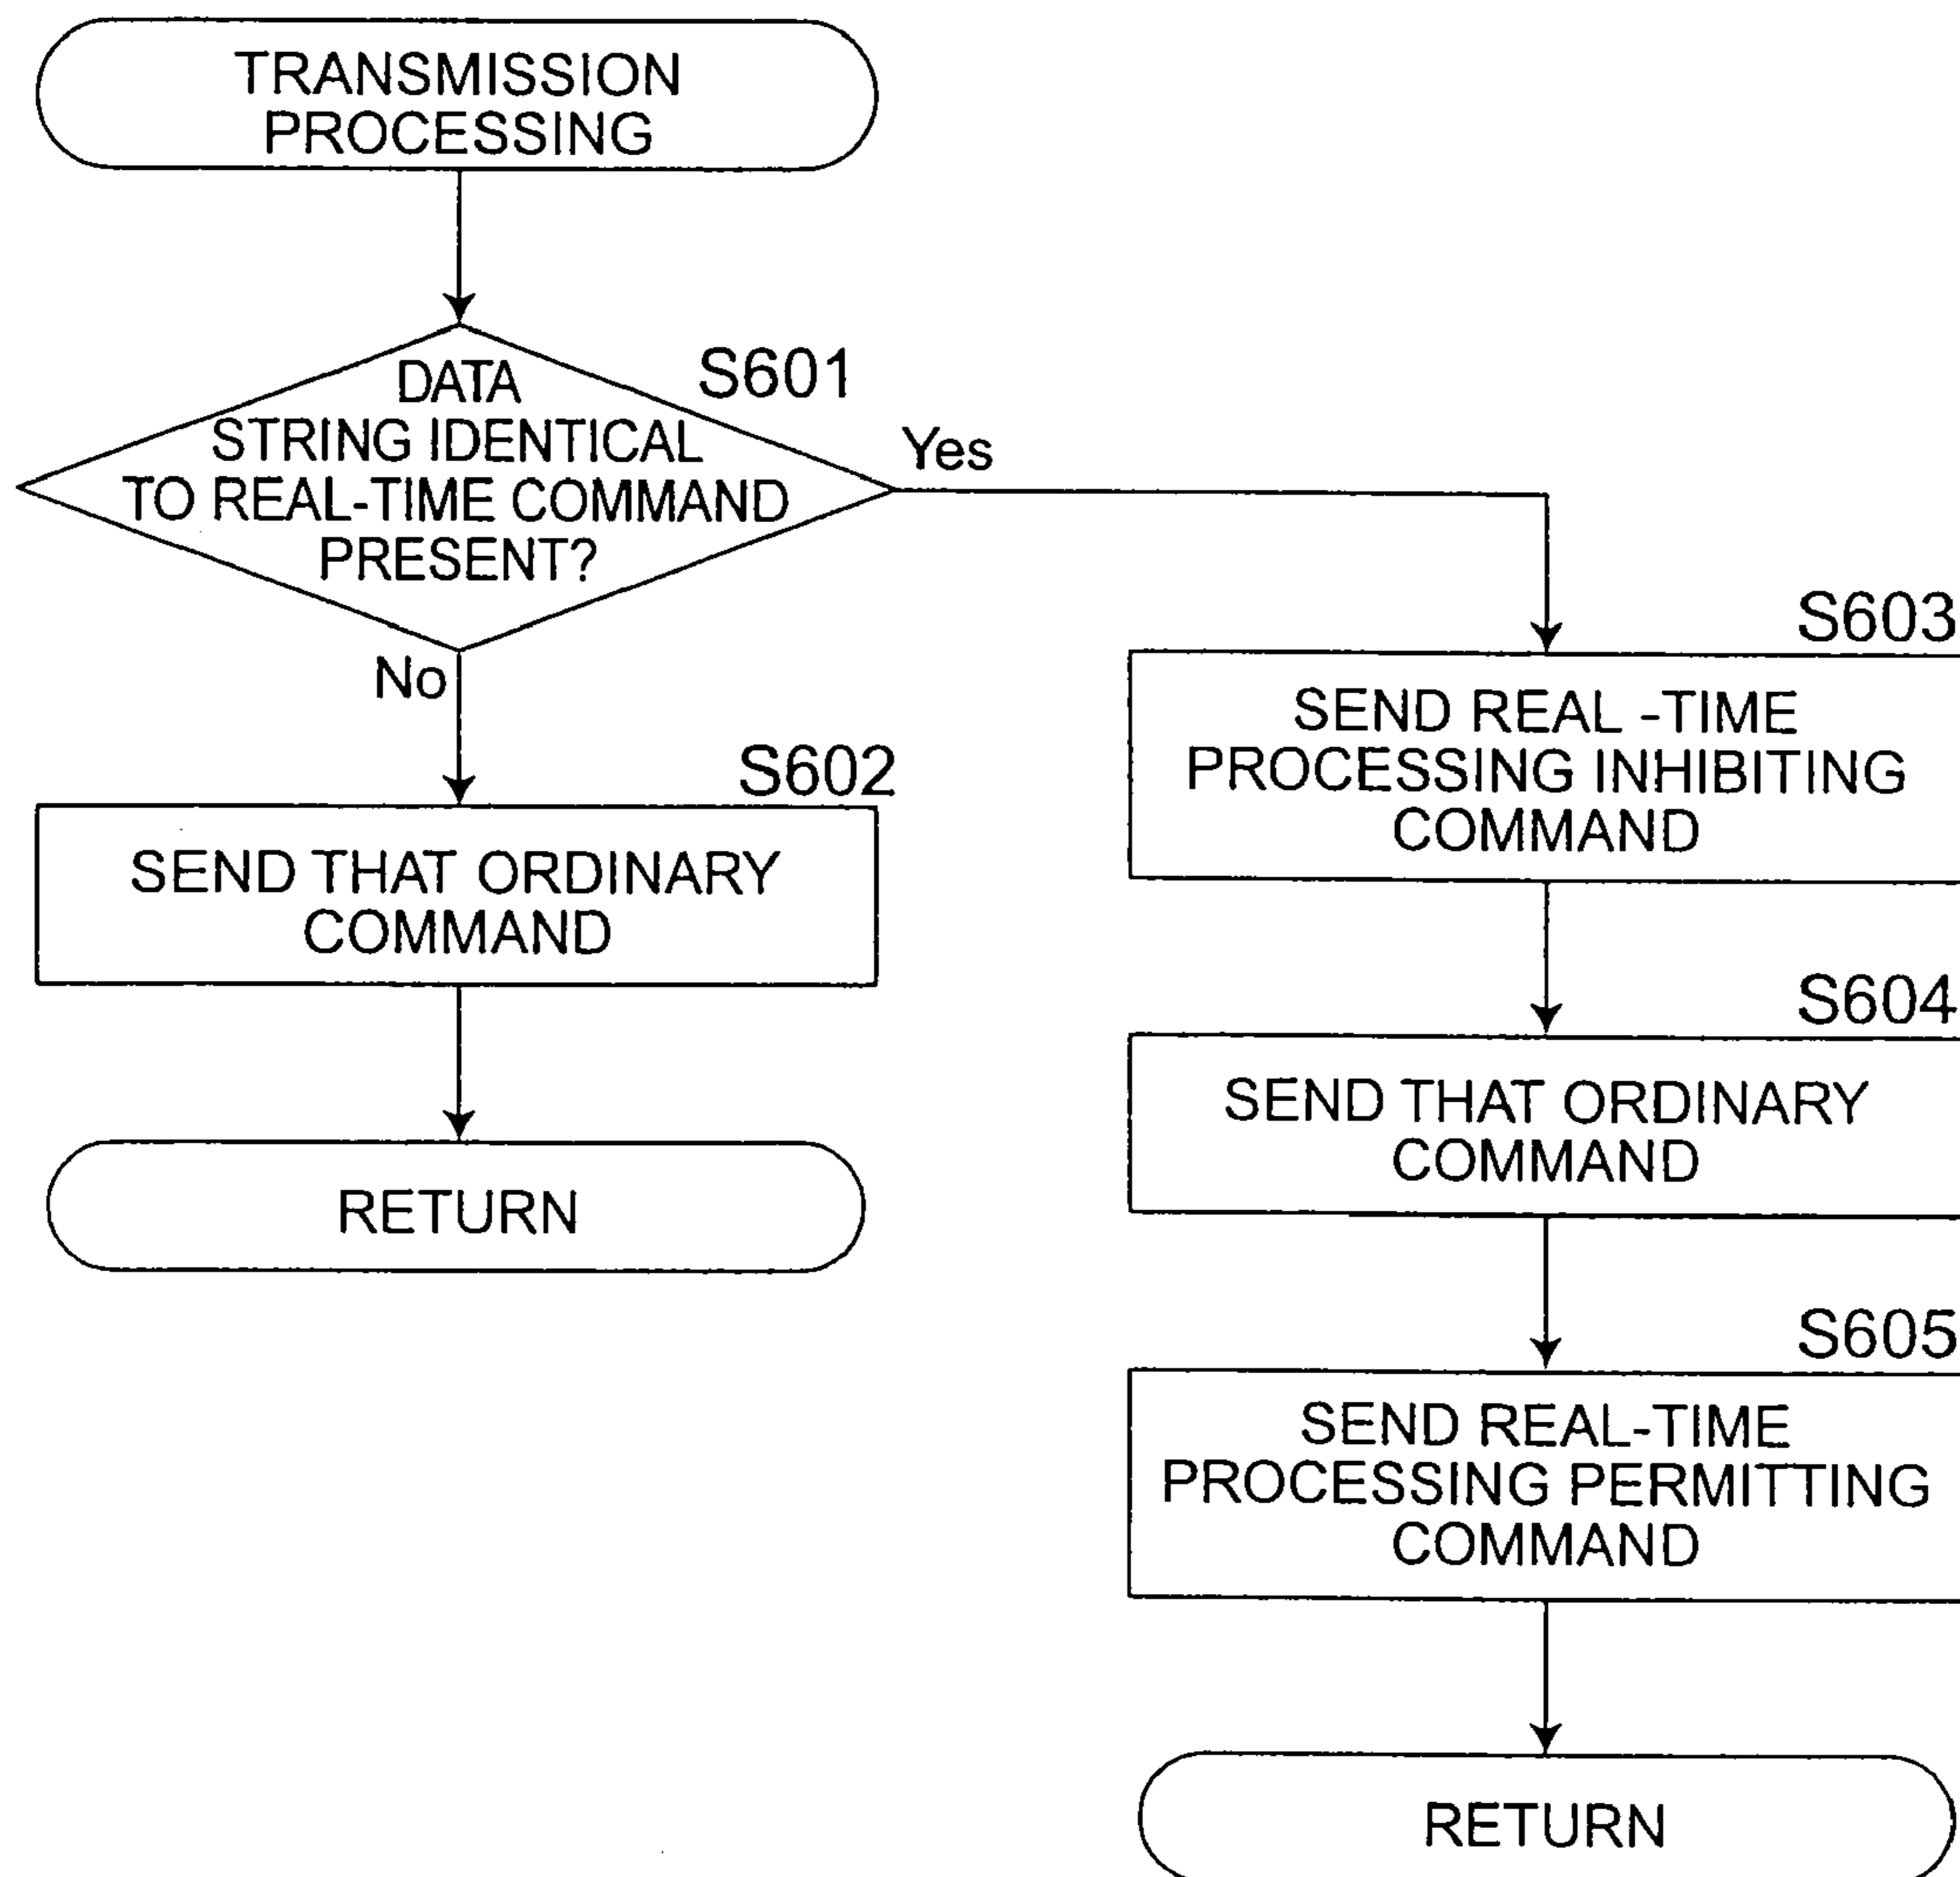 TRANSMISSION
PROCESSING
S601
DATA
STRING IDENTICAL
TO REAL-TIME COMMAND
PRESENT?
Yes
No
S602
SEND THAT ORDINARY
COMMAND
RETURN
S603
SEND REAL -TIME
PROCESSING INHIBITING
COMMAND
S604
SEND THAT ORDINARY
COMMAND
S605
SEND REAL-TIME
PROCESSING PERMITTING
COMMAND
RETURN